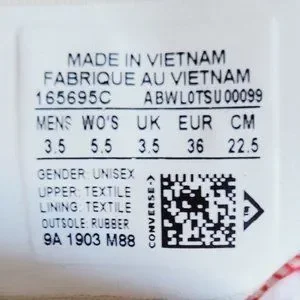 MADE IN VIETNAM
FABRIQUE AU VIETNAM
165695C ABWL0TSU00099
MENS WO'S UK EUR CM
3.5 5.5 3.5 36 22.5
GENDER: UNISEX
UPPER: TEXTILE
LINING: TEXTILE
OUTSOLE: RUBBER
9A 1903 M88
CONVERSE